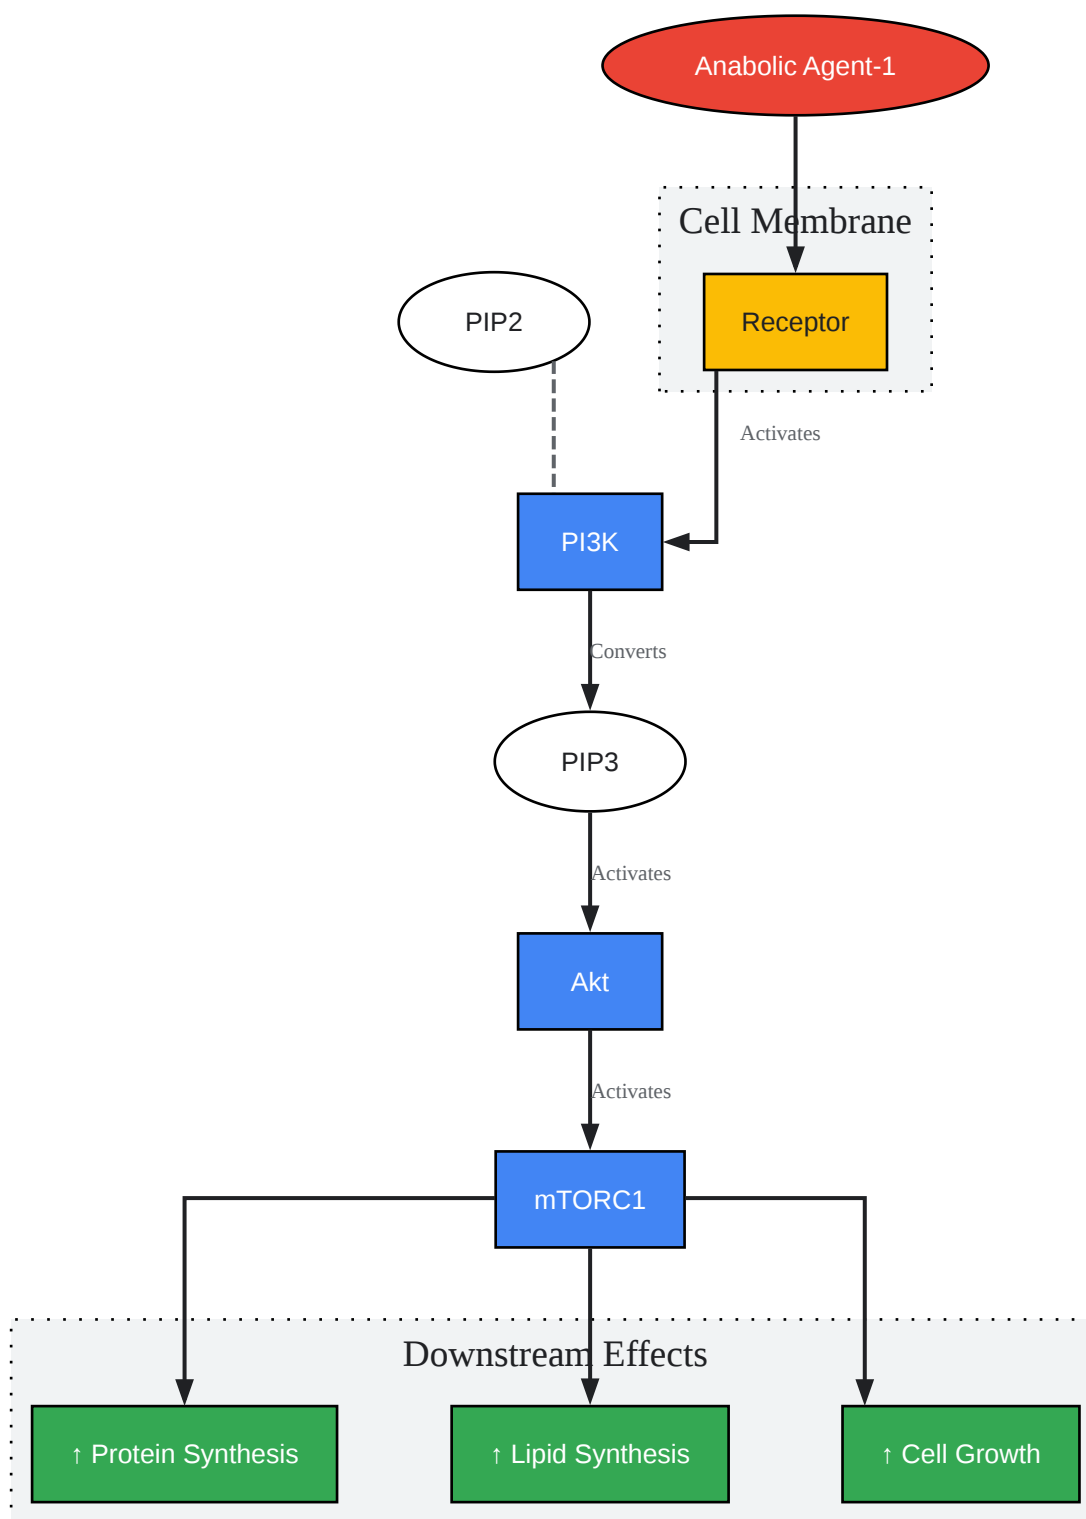 Anabolic Agent-1
Cell Membrane
PIP2
Receptor
Activates
PI3K
Converts
PIP3
Activates
Akt
Activates
mTORC1
Downstream Effects
↑ Protein Synthesis
↑ Lipid Synthesis
↑ Cell Growth